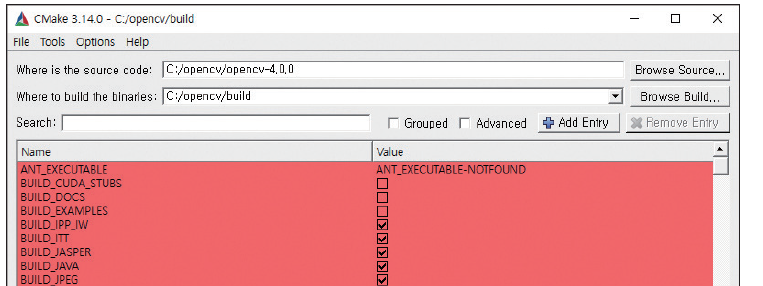 CMake 3.14.0 - C:/opencv/build
File Tools Options Help
Where is the source code: C:/opencv/opencv-4.0.0 Browse Source...
Where to build the binaries: C:/opencv/build Browse Build...
Search: Grouped Advanced Add Entry Remove Entry
Name Value
ANT_EXECUTABLE ANT_EXECUTABLE-NOTFOUND
BUILD_CUDA_STUBS
BUILD_DOCS
BUILD_EXAMPLES
BUILD_IPP_IW
BUILD_ITT
BUILD_JASPER
BUILD_JAVA
BUILD_JPEG